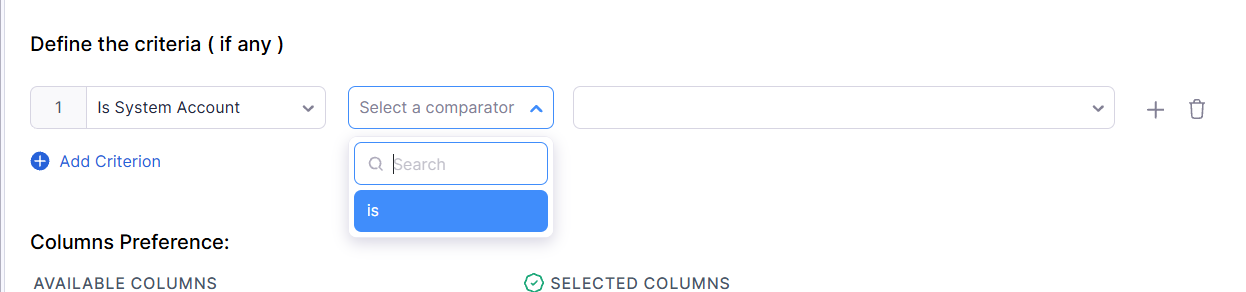 Define the criteria ( if any )
1 Is System Account Select a comparator
Add Criterion
Search
is
Columns Preference:
AVAILABLE COLUMNS SELECTED COLUMNS